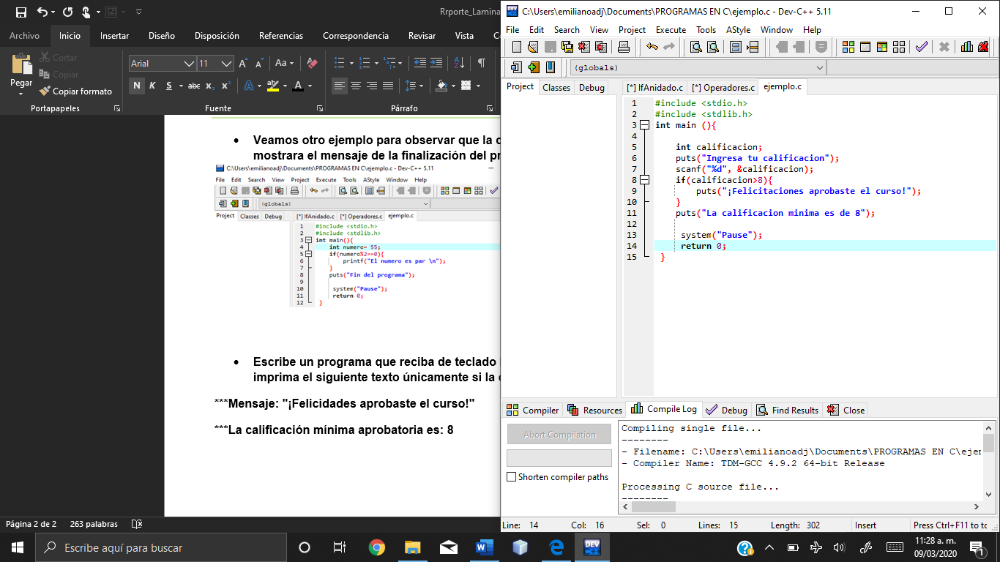 Rrporte_Lamina
Archivo Inicio Insertar Diseño Disposición Referencias Correspondencia Revisar Vista
Pegar
Cortar
Copiar
Copiar formato
Portapapeles
Arial 11
Aa
N K S abc x₂ x²
Fuente
Párrafo
• Veamos otro ejemplo para observar que la
mostrara el mensaje de la finalización del
C:\Users\emilianoadj\Documents\PROGRAMAS EN C\ejemplo.c - Dev-C++ 5.11
File Edit Search View Project Execute Tools AStyle Window Help
(globals)
Project Classes Debug
[*] IfAnidado.c [*] Operadores.c ejemplo.c
1 #include <stdio.h>
2 #include <stdlib.h>
3 int main(){
4 int numero= 55;
5 if(numero%2==0){
6 printf("El numero es par \n");
7 }
8 puts("Fin del programa");
9
10 system("Pause");
11 return 0;
12 }
• Escribe un programa que reciba de teclado
imprima el siguiente texto únicamente si la
***Mensaje: "¡Felicidades aprobaste el curso!"
***La calificación mínima aprobatoria es: 8
Página 2 de 2 263 palabras
C:\Users\emilianoadj\Documents\PROGRAMAS EN C\ejemplo.c - Dev-C++ 5.11
File Edit Search View Project Execute Tools AStyle Window Help
(globals)
Project Classes Debug
[*] IfAnidado.c [*] Operadores.c ejemplo.c
1 #include <stdio.h>
2 #include <stdlib.h>
3 int main (){
4
5 int calificacion;
6 puts("Ingresa tu calificacion");
7 scanf("%d", &calificacion);
8 if(calificacion>8){
9 puts("¡Felicitaciones aprobaste el curso!");
10 }
11 puts("La calificacion minima es de 8");
12
13 system("Pause");
14 return 0;
15 }
Compiler Resources Compile Log Debug Find Results Close
Abort Compilation
Shorten compiler paths
Compiling single file...
--------
- Filename: C:\Users\emilianoadj\Documents\PROGRAMAS EN C\ejem
- Compiler Name: TDM-GCC 4.9.2 64-bit Release
Processing C source file...
--------
Line: 14 Col: 16 Sel: 0 Lines: 15 Length: 302 Insert Press Ctrl+F11 to to
Escribe aquí para buscar
DEV C++
11:28 a. m.
09/03/2020
1